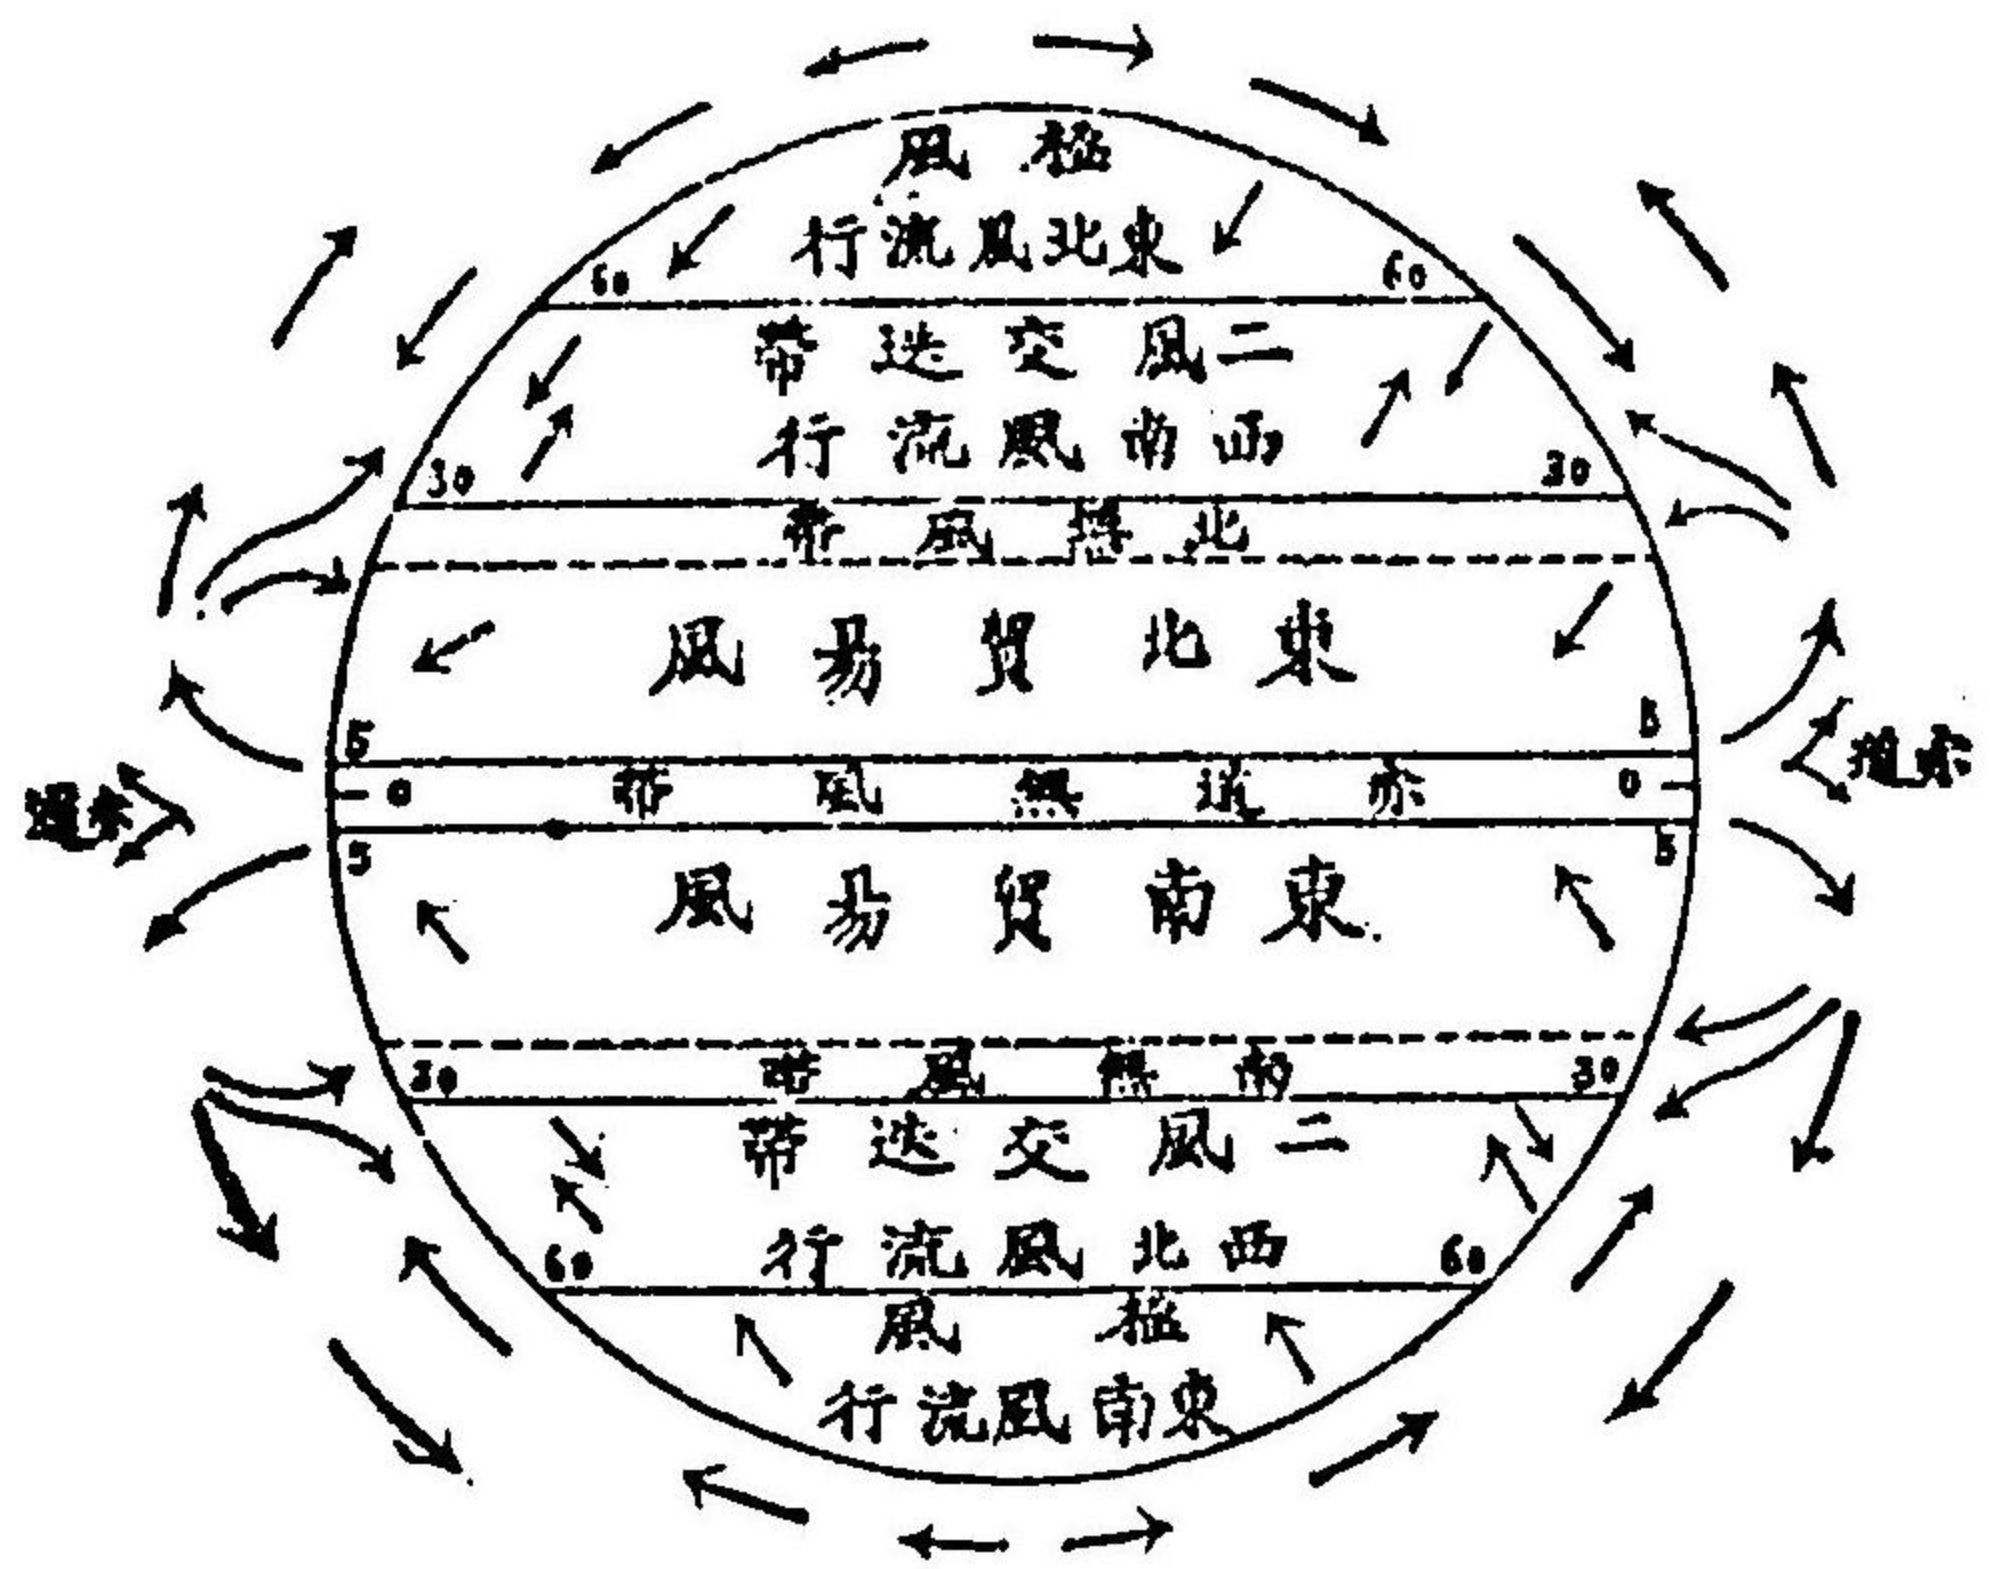 極風
東北風流行
60 60
二風交迭帶
西南風流行
30 30
北無風帶
東北貿易風
5 5
赤道 赤道
0 赤道無風帶 0
5 5
東南貿易風
30 南無風帶 30
二風交迭帶
西北風流行
60 60
極風
東南風流行